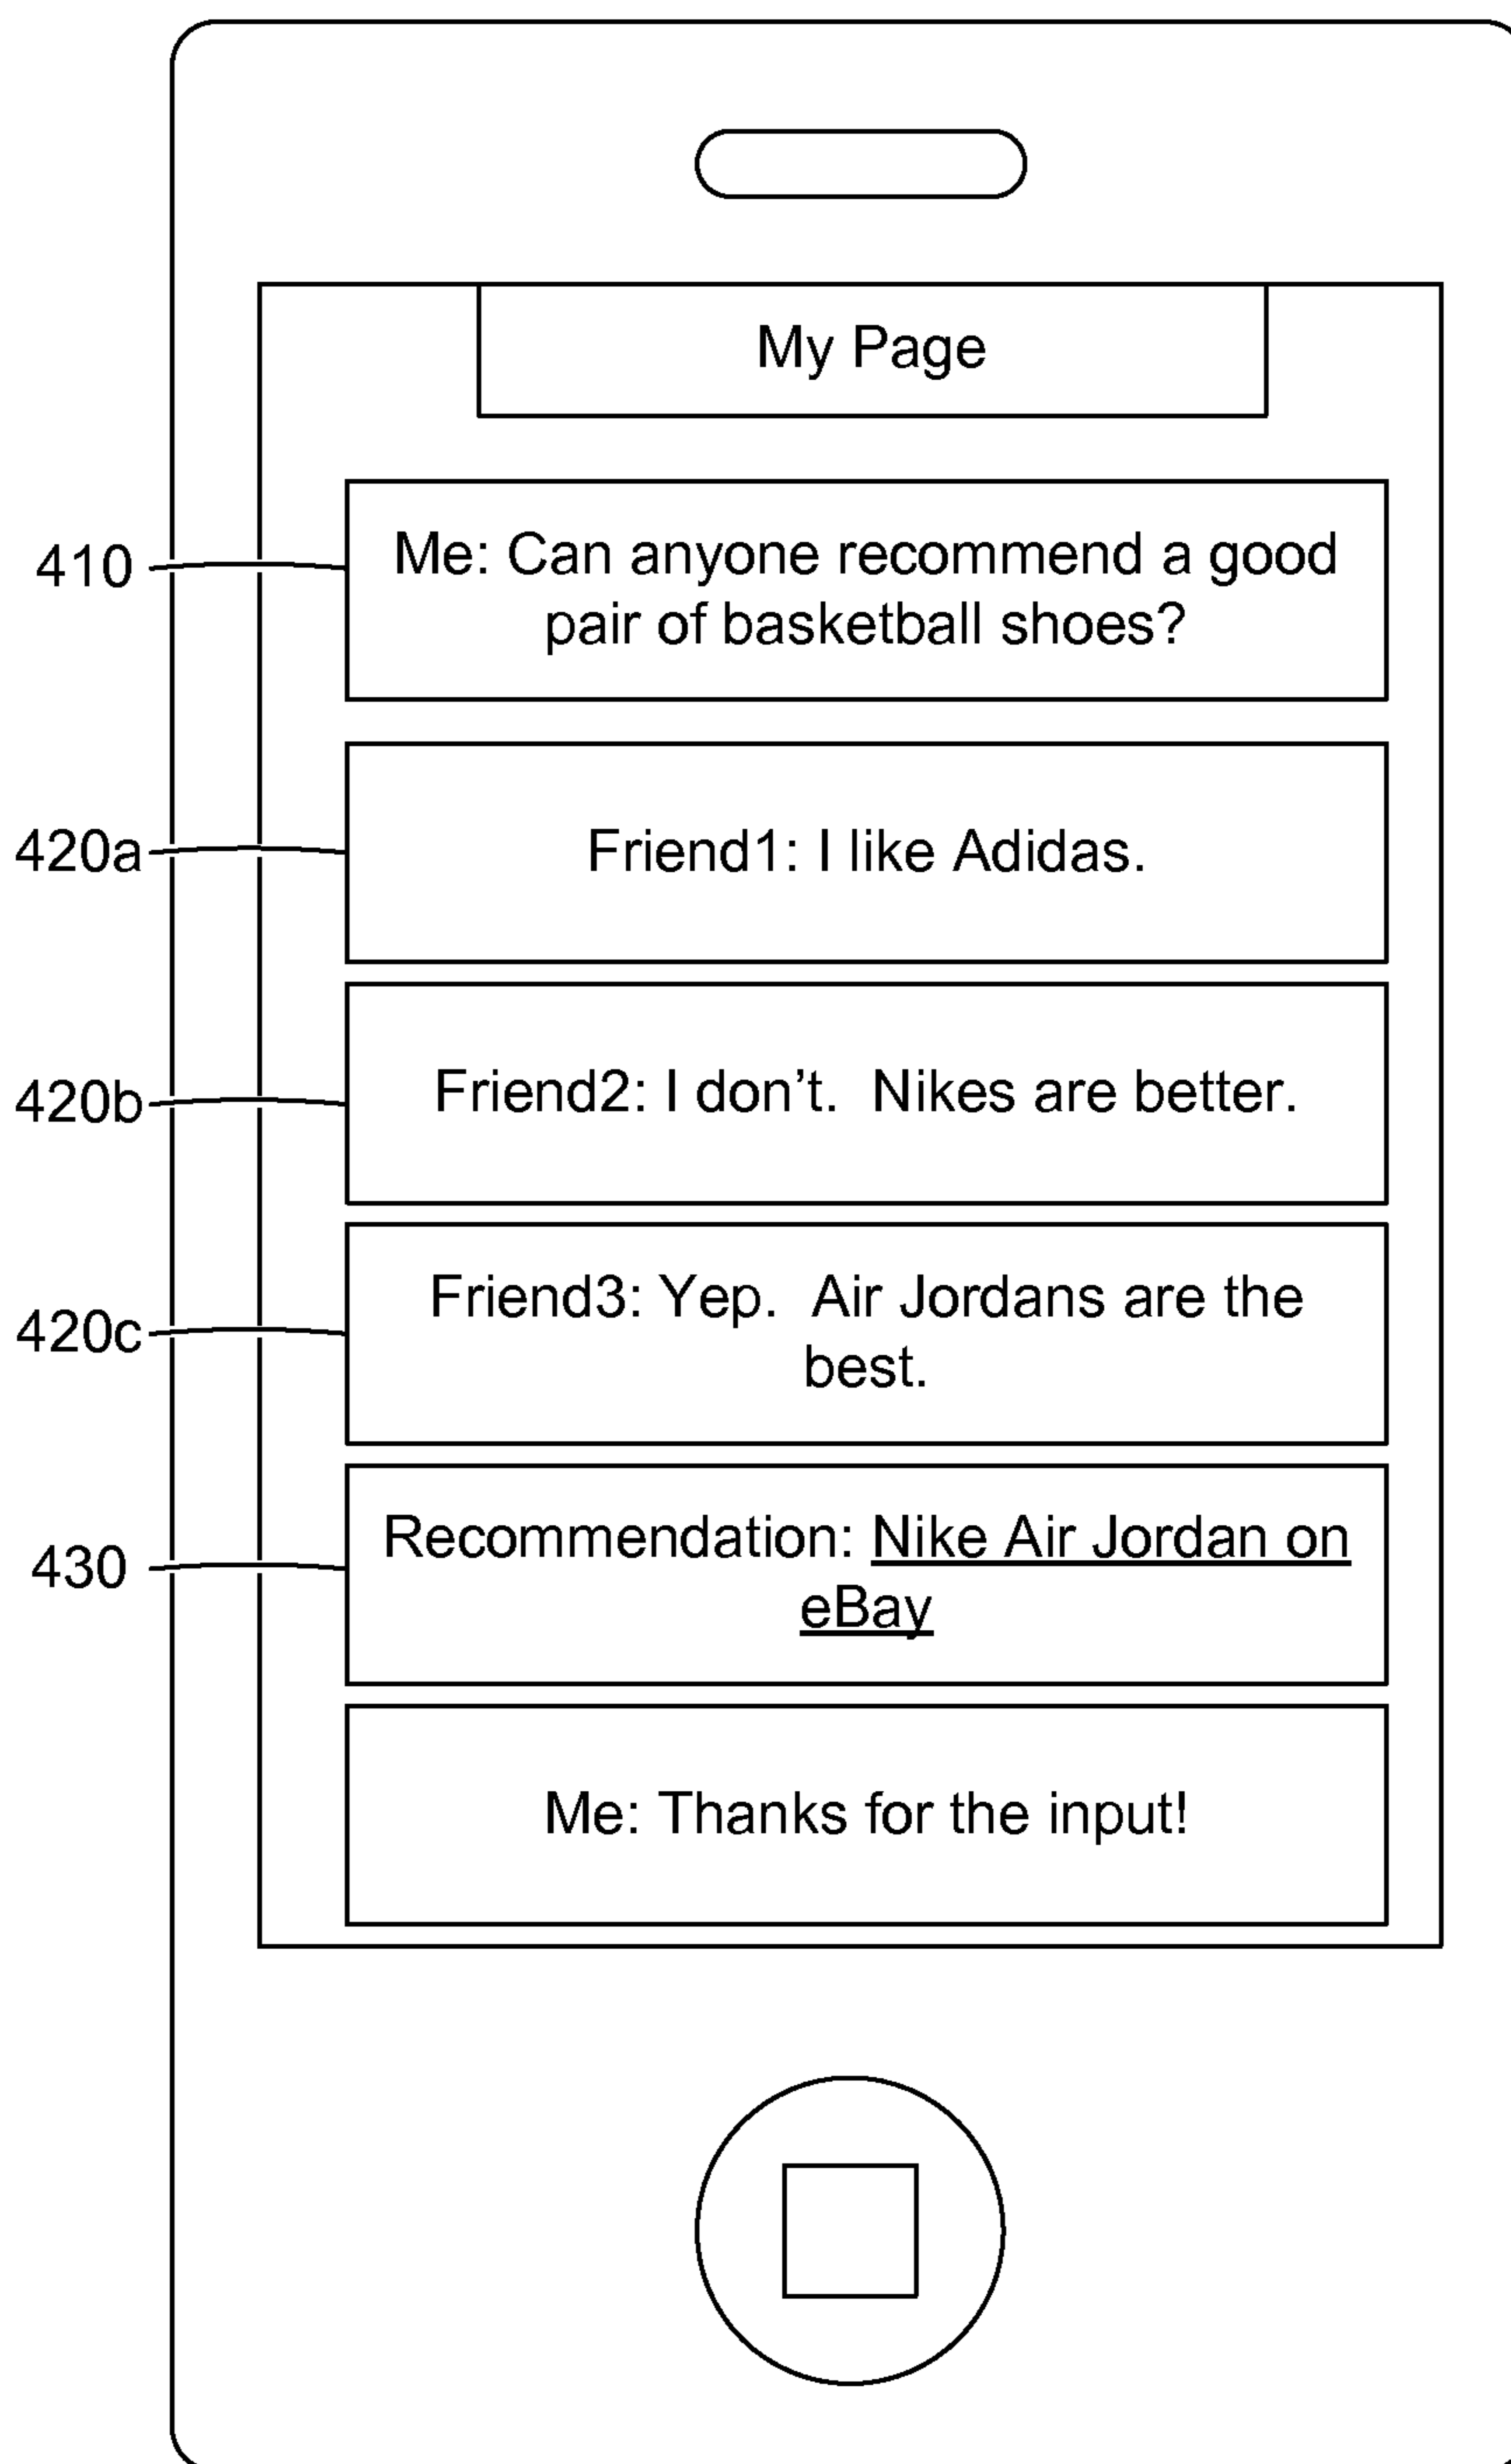 My Page
410
Me: Can anyone recommend a good
pair of basketball shoes?
420a
Friend1: I like Adidas.
420b
Friend2: I don’t.  Nikes are better.
420c
Friend3: Yep.  Air Jordans are the
best.
430
Recommendation: Nike Air Jordan on
eBay
Me: Thanks for the input!